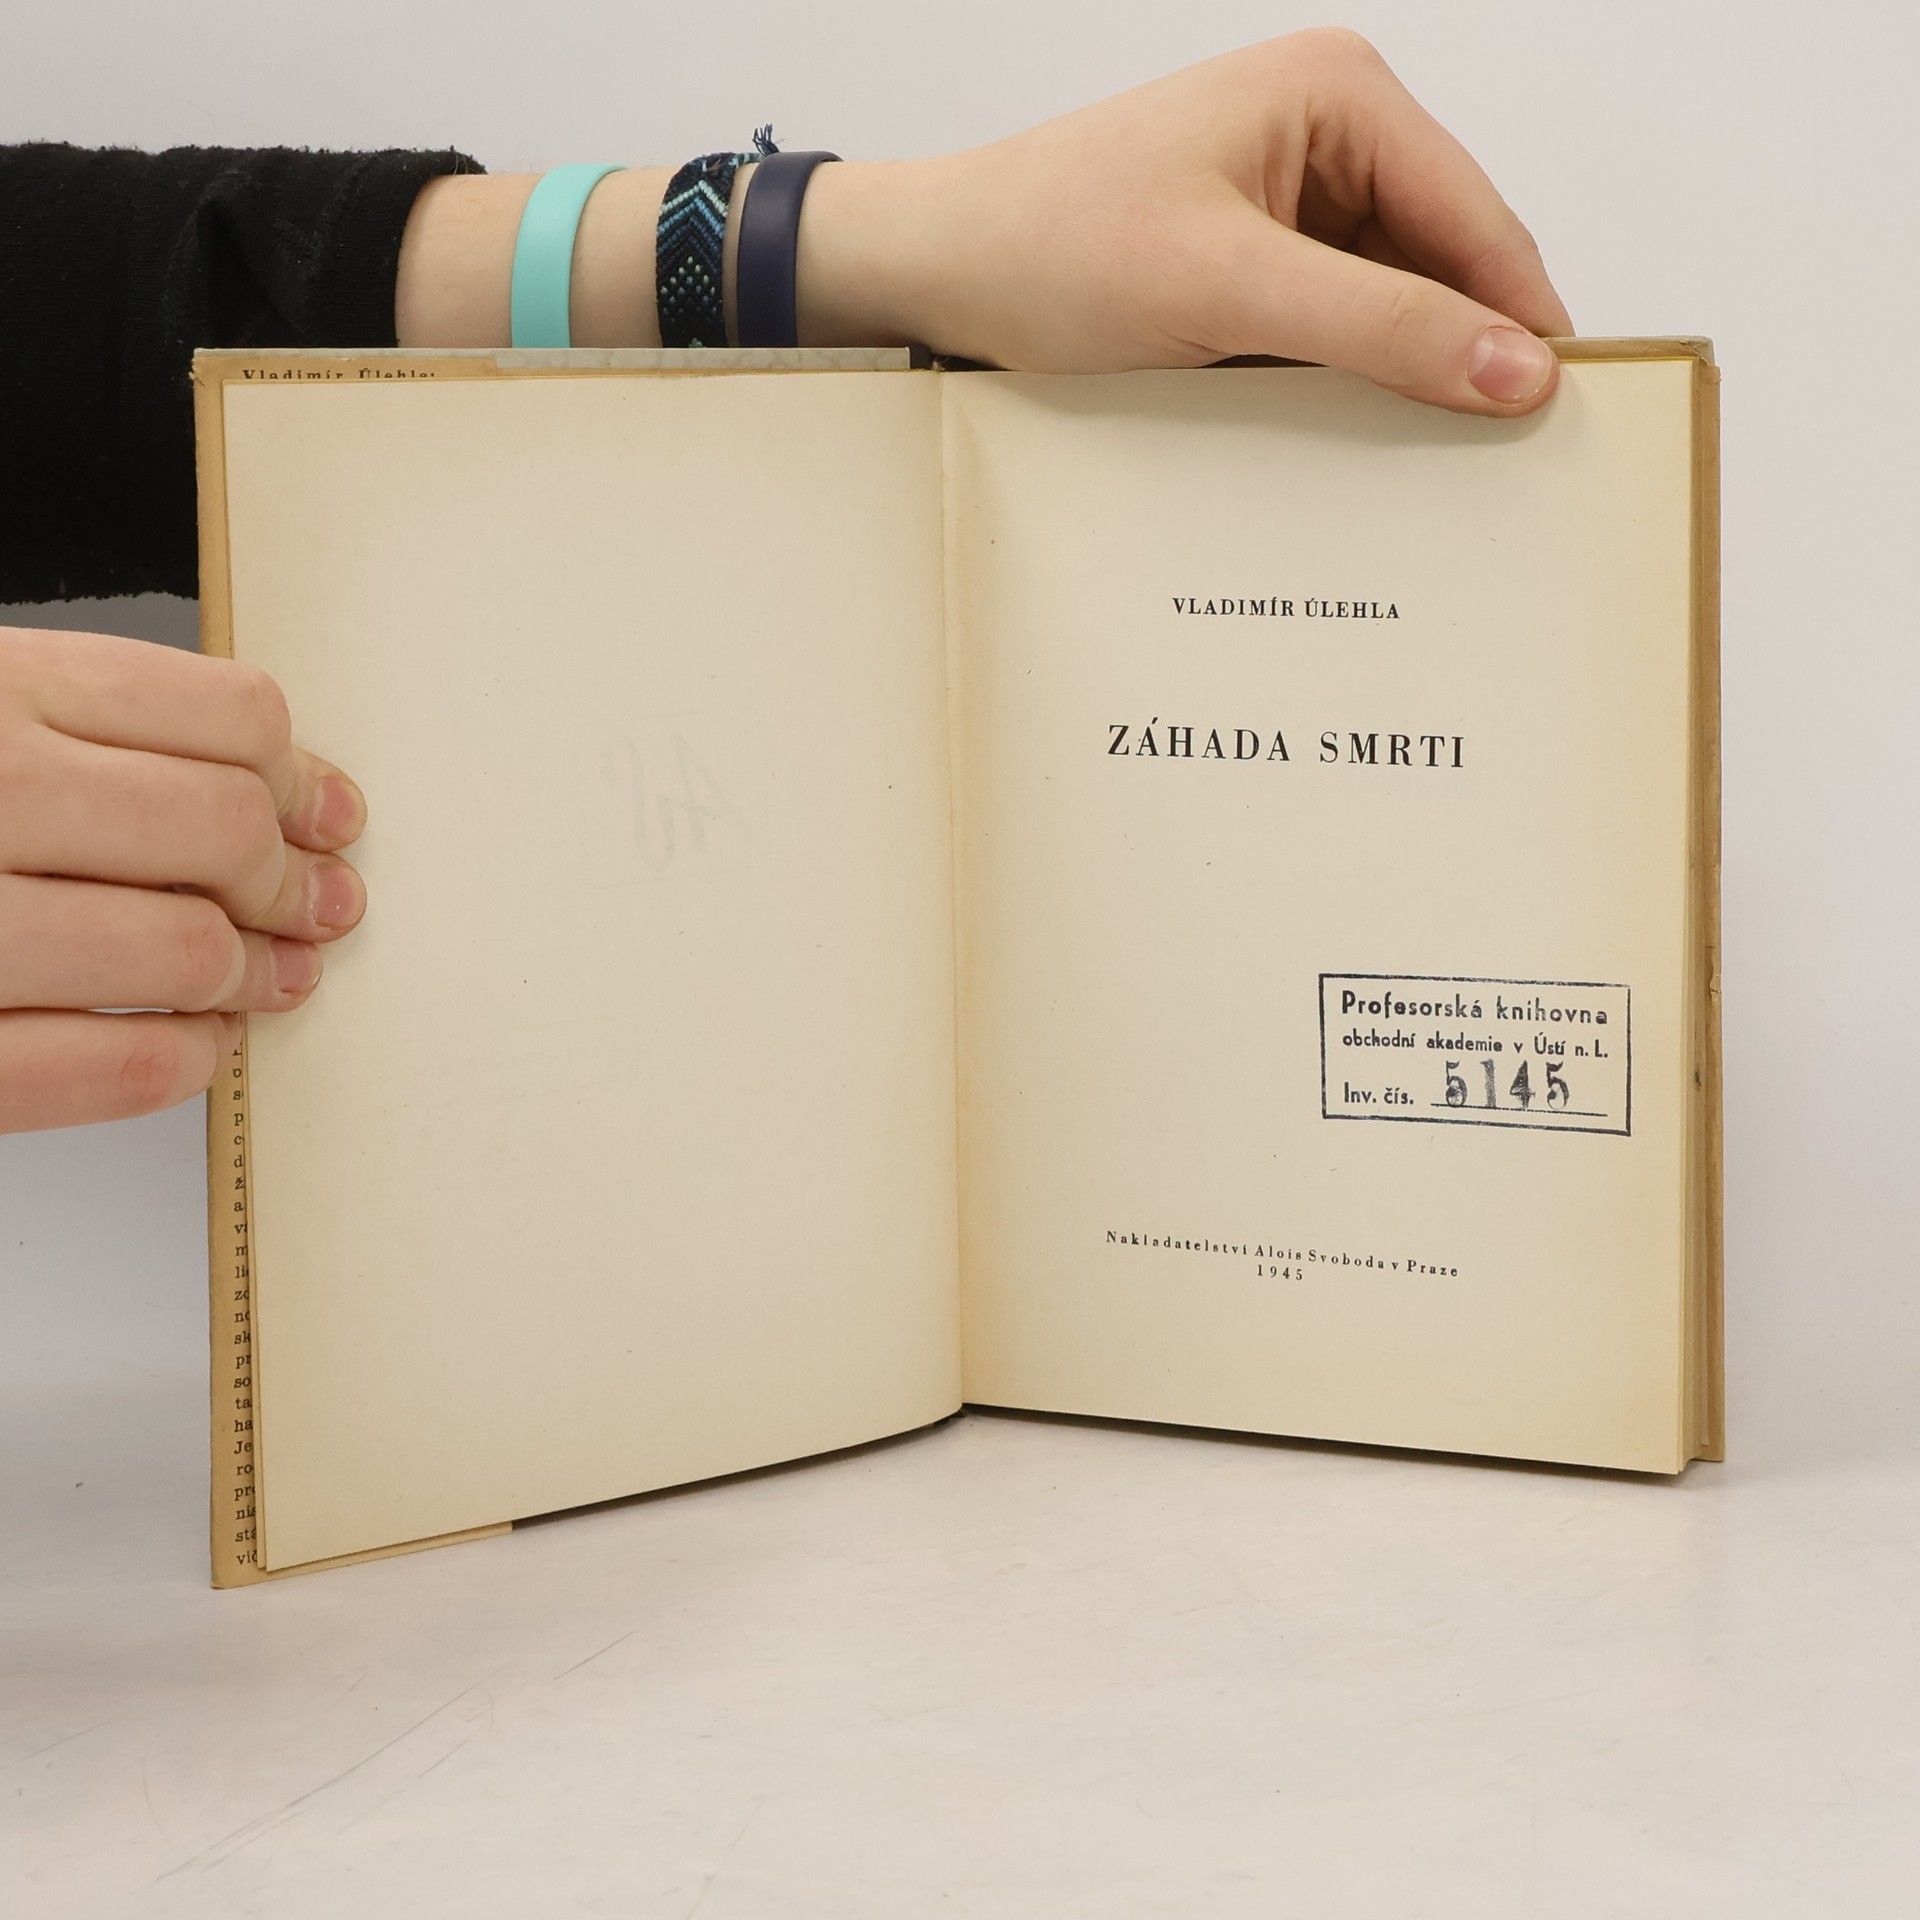 Vladimír Úlehla:
VLADIMÍR ÚLEHLA
ZÁHADA SMRTI
Profesorská knihovna
obchodní akademie v Ústí n. L.
Inv. čís. 5145
Nakladatelství Alois Svoboda v Praze
1945